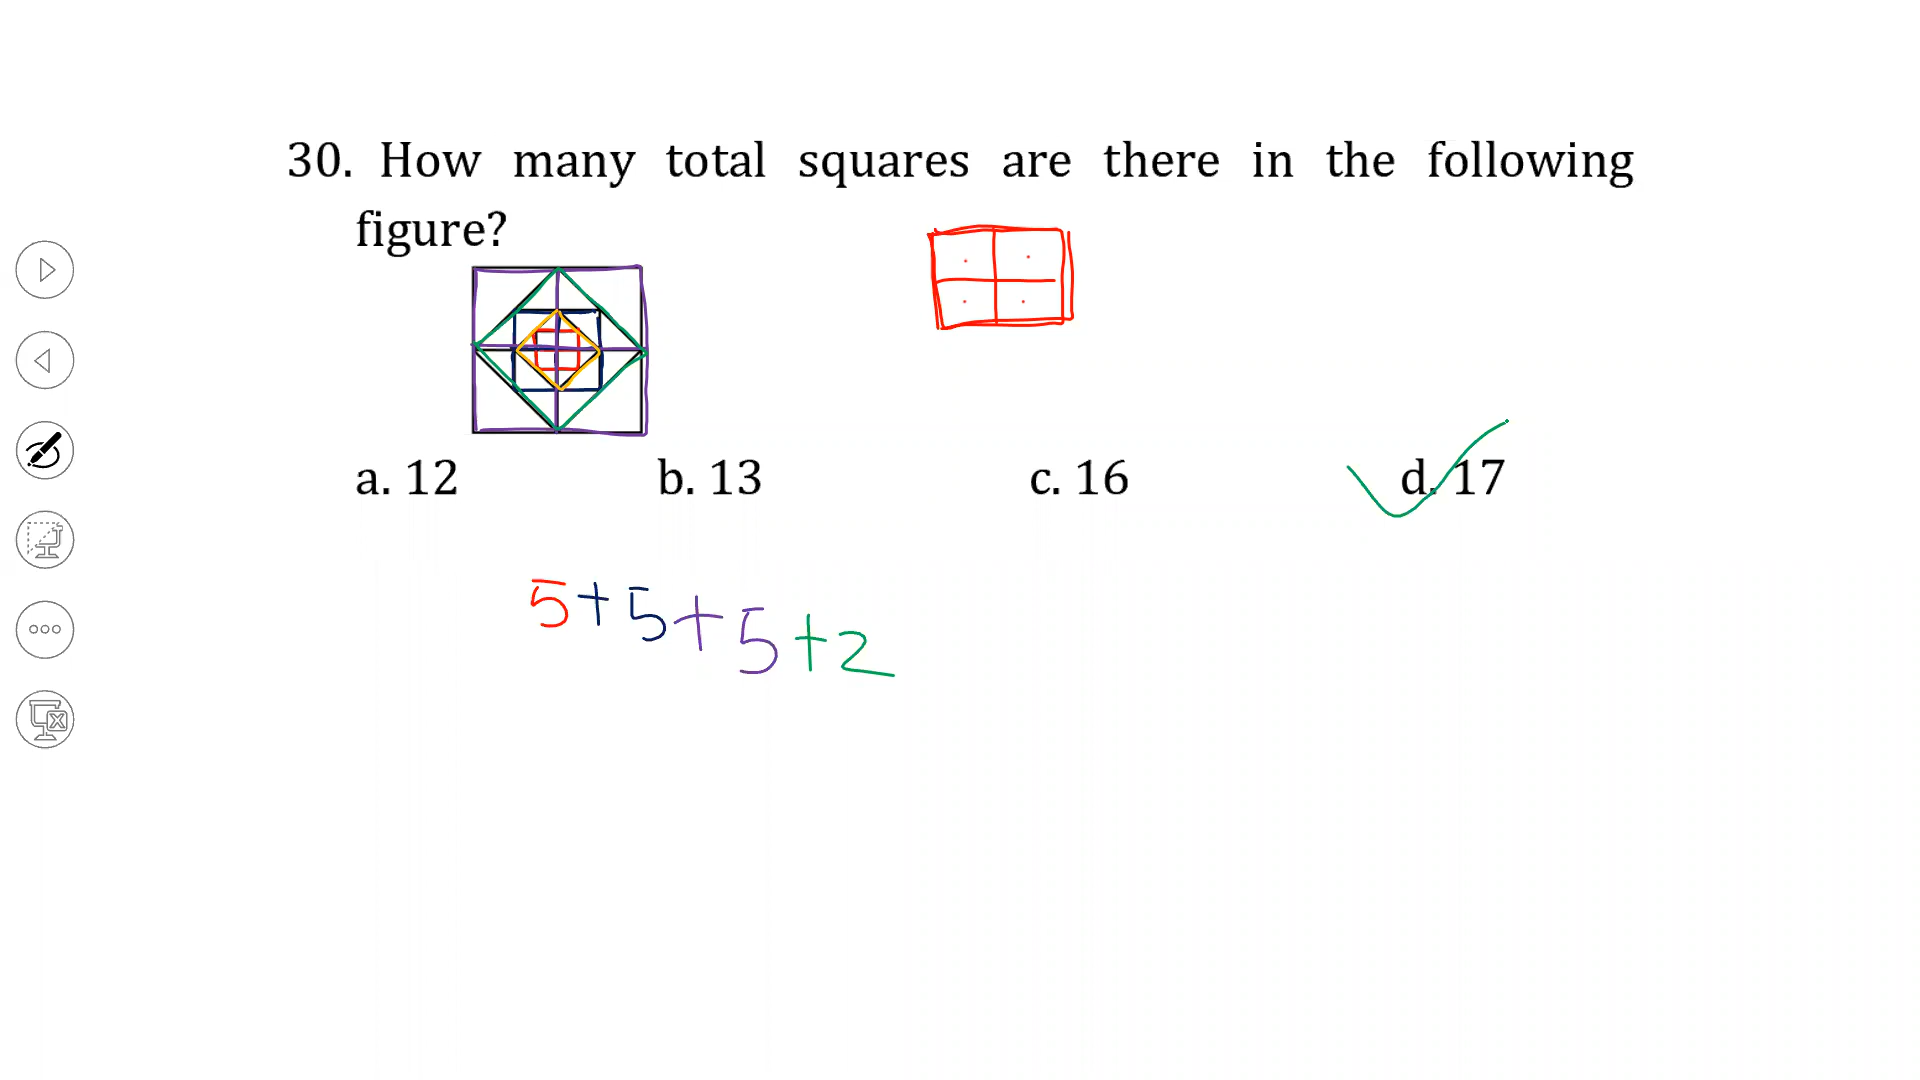 30. How many total squares are there in the following
figure?
a. 12 b. 13 c. 16 d. 17
5+5+5+2